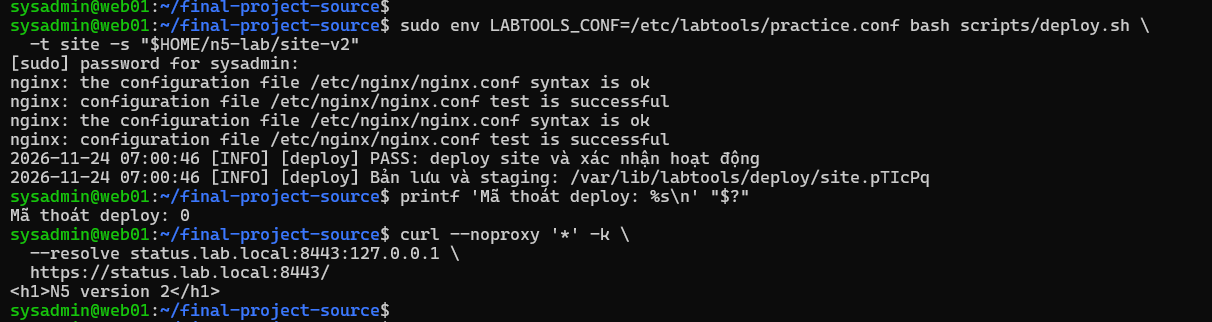 sysadmin@web01:~/final-project-source$
sysadmin@web01:~/final-project-source$ sudo env LABTOOLS_CONF=/etc/labtools/practice.conf bash scripts/deploy.sh \
  -t site -s "$HOME/n5-lab/site-v2"
[sudo] password for sysadmin:
nginx: the configuration file /etc/nginx/nginx.conf syntax is ok
nginx: configuration file /etc/nginx/nginx.conf test is successful
nginx: the configuration file /etc/nginx/nginx.conf syntax is ok
nginx: configuration file /etc/nginx/nginx.conf test is successful
2026-11-24 07:00:46 [INFO] [deploy] PASS: deploy site và xác nhận hoạt động
2026-11-24 07:00:46 [INFO] [deploy] Bản lưu và staging: /var/lib/labtools/deploy/site.pTIcPq
sysadmin@web01:~/final-project-source$ printf 'Mã thoát deploy: %s\n' "$?"
Mã thoát deploy: 0
sysadmin@web01:~/final-project-source$ curl --noproxy '*' -k \
  --resolve status.lab.local:8443:127.0.0.1 \
  https://status.lab.local:8443/
<h1>N5 version 2</h1>
sysadmin@web01:~/final-project-source$